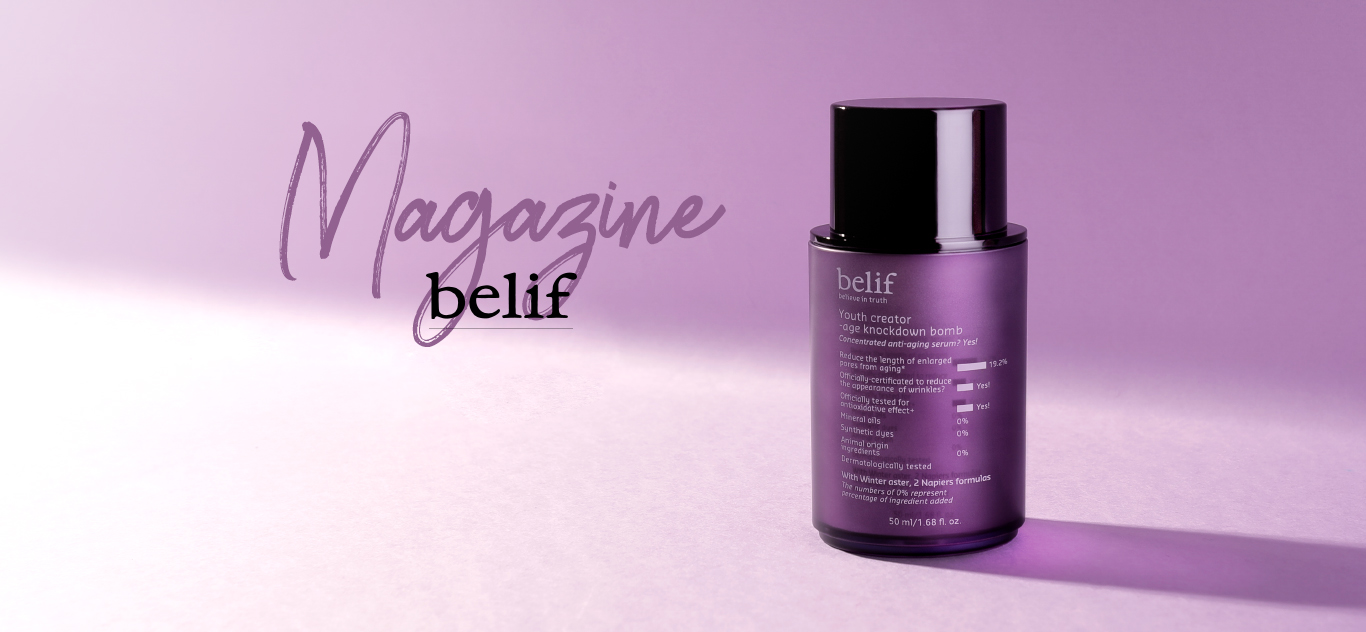 Magazine
belif
belif
believe in truth
Youth creator
-age knockdown bomb
Concentrated anti-aging serum? Yes!
Reduce the length of enlarged
pores from aging* 19.2%
Officially-certificated to reduce
the appearance of wrinkles? Yes!
Officially tested for
antioxidative effect+ Yes!
Mineral oils 0%
Synthetic dyes 0%
Animal origin
ingredients 0%
Dermatologically tested
With Winter aster, 2 Napiers formulas
The numbers of 0% represent
percentage of ingredient added
50 ml/1.68 fl. oz.